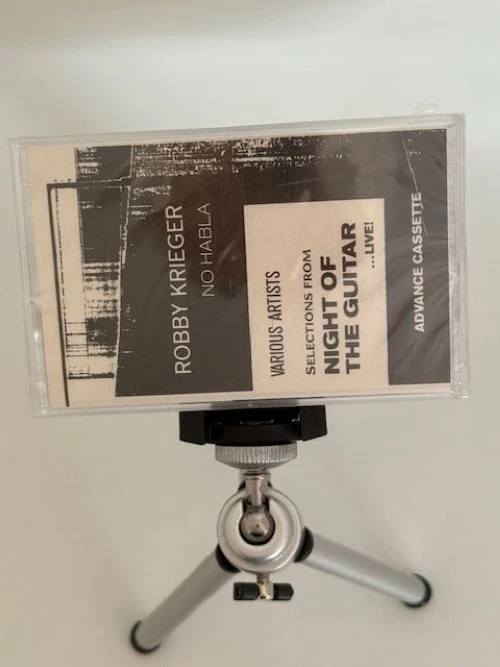 ROBBY KRIEGER
NO HABLA
VARIOUS ARTISTS
SELECTIONS FROM
NIGHT OF
THE GUITAR
...LIVE!
ADVANCE CASSETTE